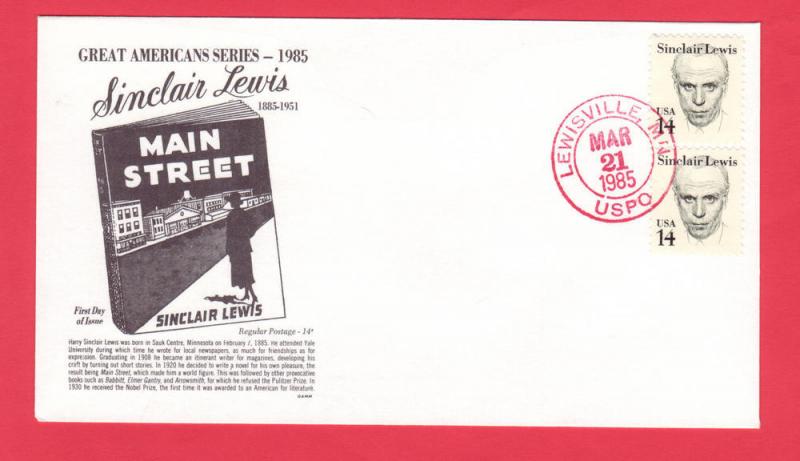 GREAT AMERICANS SERIES – 1985
Sinclair Lewis
1885-1951
MAIN
STREET
SINCLAIR LEWIS
First Day
of Issue
Regular Postage - 14¢
Harry Sinclair Lewis was born in Sauk Centre, Minnesota on February 7, 1885. He attended Yale
University during which time he wrote for local newspapers, as much for friendships as for
expression. Graduating in 1908 he became an itinerant writer for magazines, developing his
craft by turning out short stories. In 1920 he decided to write a novel for his own pleasure, the
result being Main Street, which made him a world figure. This was followed by other provocative
books such as Babbitt, Elmer Gantry, and Arrowsmith, for which he refused the Pulitzer Prize. In
1930 he received the Nobel Prize, the first time it was awarded to an American for literature.
GAMM
LEWISVILLE, MN
MAR
21
1985
USPO
Sinclair Lewis
USA
14
Sinclair Lewis
USA
14